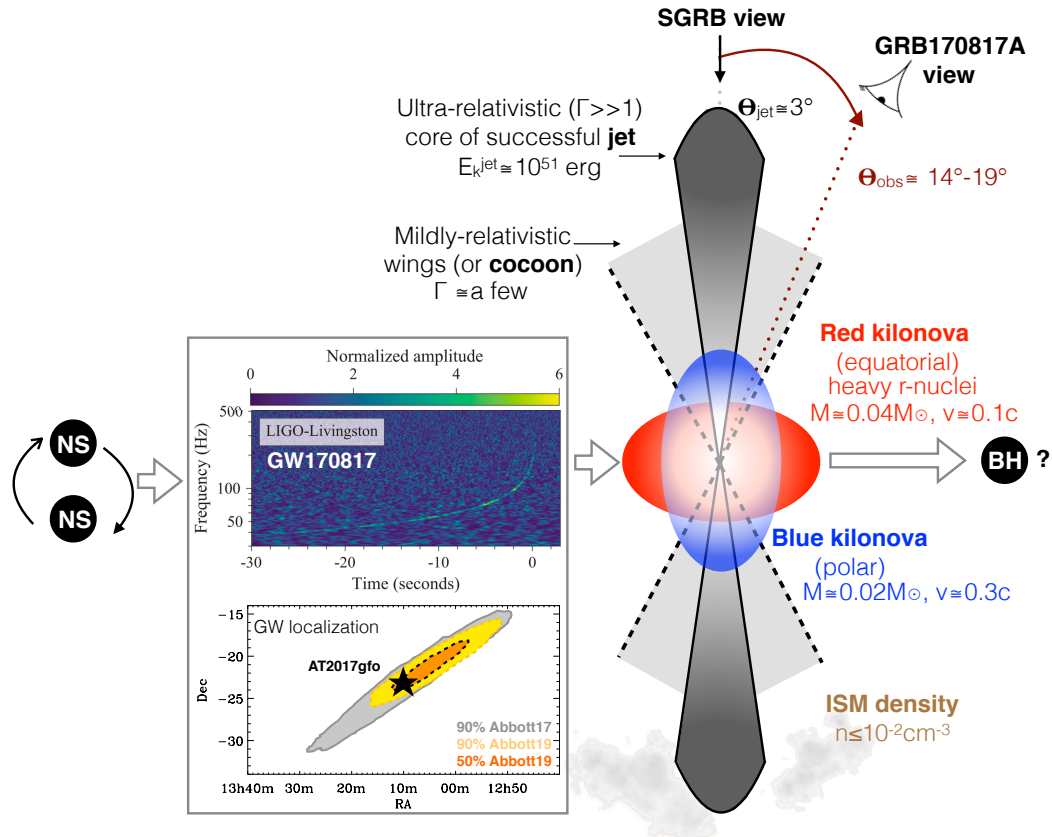 SGRB view
GRB170817A
view
Ultra-relativistic (Γ>>1)
core of successful jet
E_k^jet≅10^51 erg
Θ_jet≅3°
Θ_obs≅ 14°-19°
Mildly-relativistic
wings (or cocoon)
Γ ≅a few
NS
NS
Normalized amplitude
0 2 4 6
500
100
50
Frequency (Hz)
LIGO-Livingston
GW170817
-30 -20 -10 0
Time (seconds)
GW localization
AT2017gfo
-15
-20
-25
-30
Dec
90% Abbott17
90% Abbott19
50% Abbott19
13h40m 30m 20m 10m 00m 12h50
RA
Red kilonova
(equatorial)
heavy r-nuclei
M≅0.04M☉, v≅0.1c
BH ?
Blue kilonova
(polar)
M≅0.02M☉, v≅0.3c
ISM density
n≤10^-2cm^-3